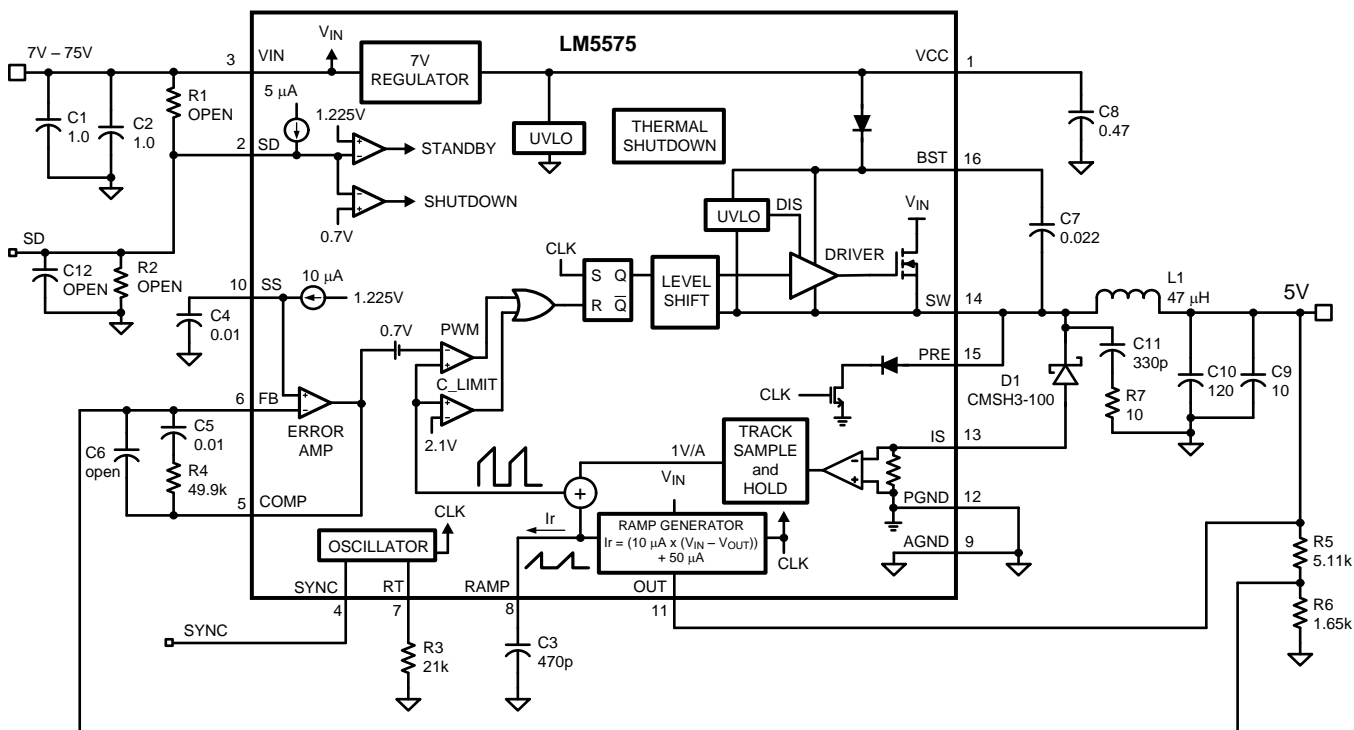 LM5575
7V – 75V
3
VIN
VIN
7V
REGULATOR
VCC
1
R1
OPEN
5 μA
1.225V
C1
1.0
C2
1.0
2
SD
STANDBY
UVLO
THERMAL
SHUTDOWN
C8
0.47
BST
16
SHUTDOWN
0.7V
UVLO
DIS
VIN
C7
0.022
SD
C12
OPEN
R2
OPEN
CLK
DRIVER
10
SS
10 μA
1.225V
S Q
R Q
LEVEL
SHIFT
SW
14
L1
47 μH
5V
C4
0.01
0.7V
PWM
PRE
15
C11
330p
C10
120
C9
10
C_LIMIT
CLK
D1
CMSH3-100
R7
10
6
FB
ERROR
AMP
2.1V
C5
0.01
C6
open
R4
49.9k
1V/A
TRACK
SAMPLE
and
HOLD
IS
13
VIN
5
COMP
CLK
PGND
12
Ir
RAMP GENERATOR
Ir = (10 μA x (VIN – VOUT))
+ 50 μA
CLK
AGND
9
OSCILLATOR
R5
5.11k
SYNC
RT
RAMP
OUT
4
7
8
11
R6
1.65k
SYNC
R3
21k
C3
470p